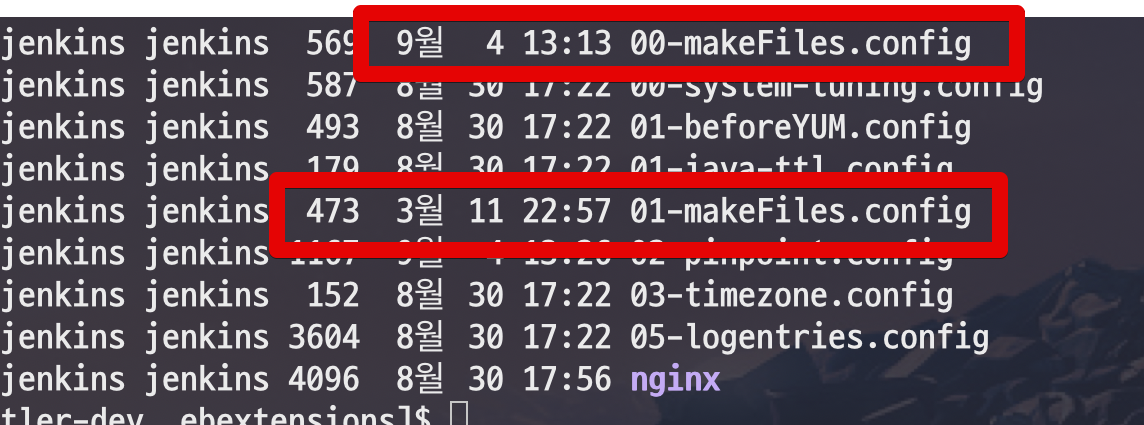 jenkins jenkins 569 9월 4 13:13 00-makeFiles.config
jenkins jenkins 587 8월 30 17:22 00-system-tuning.config
jenkins jenkins 493 8월 30 17:22 01-beforeYUM.config
jenkins jenkins 179 8월 30 17:22 01-java-ttl.config
jenkins jenkins 473 3월 11 22:57 01-makeFiles.config
jenkins jenkins 1167 9월 4 13:26 02-pinpoint.config
jenkins jenkins 152 8월 30 17:22 03-timezone.config
jenkins jenkins 3604 8월 30 17:22 05-logentries.config
jenkins jenkins 4096 8월 30 17:56 nginx
tler-dev ebextensions]$